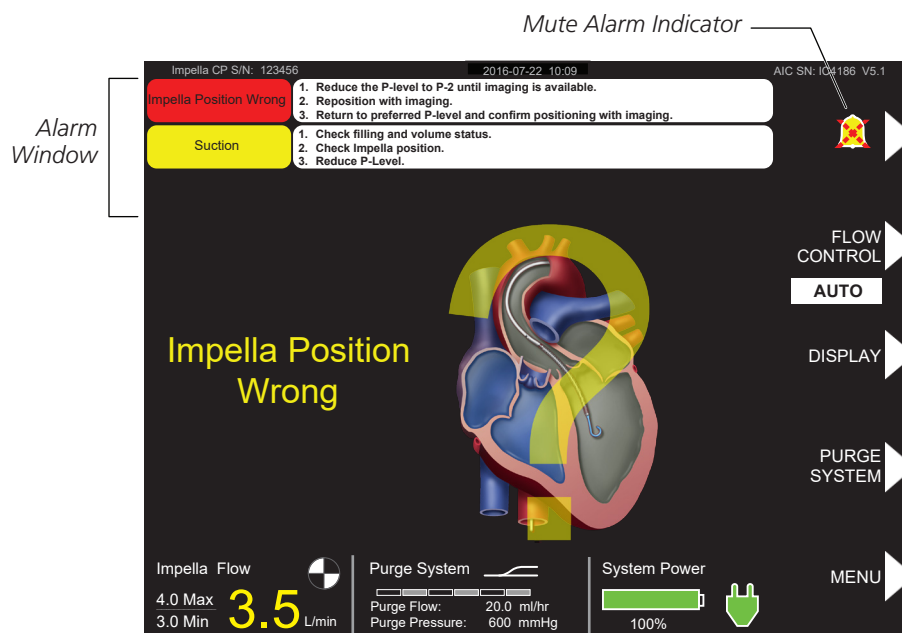 Mute Alarm Indicator
Alarm
Window
Impella CP S/N: 123456
2016-07-22 10:09
AIC SN: IC4186 V5.1
Impella Position Wrong
1. Reduce the P-level to P-2 until imaging is available.
2. Reposition with imaging.
3. Return to preferred P-level and confirm positioning with imaging.
Suction
1. Check filling and volume status.
2. Check Impella position.
3. Reduce P-Level.
FLOW
CONTROL
AUTO
DISPLAY
PURGE
SYSTEM
MENU
?
Impella Position
Wrong
Impella Flow
4.0 Max
3.0 Min
3.5 L/min
Purge System
Purge Flow: 20.0 ml/hr
Purge Pressure: 600 mmHg
System Power
100%